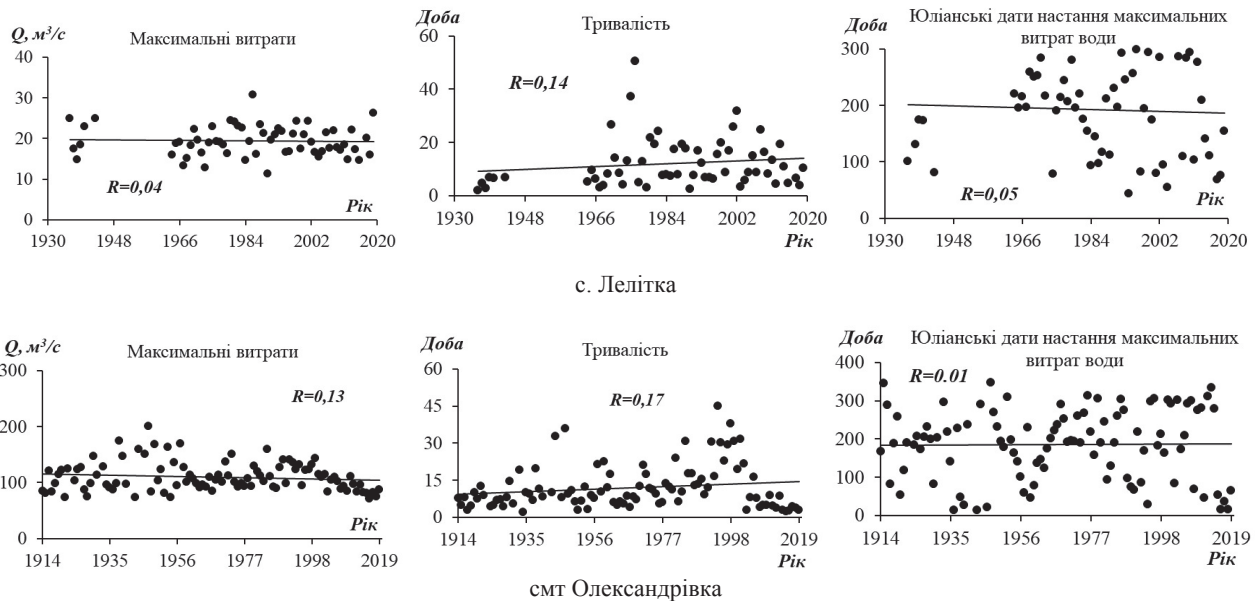 Q, м³/с
Максимальні витрати
40
30
20
10
0
R=0,04
Рік
1930 1948 1966 1984 2002 2020
Доба
Тривалість
60
40
20
0
R=0,14
1930 1948 1966 1984 2002 2020
Рік
Юліанські дати настання максимальних
витрат води
Доба
300
200
100
0
R=0,05
Рік
1930 1948 1966 1984 2002 2020
с. Лелітка
Q, м³/с
Максимальні витрати
300
200
100
0
R=0,13
Рік
1914 1935 1956 1977 1998 2019
Доба
Тривалість
60
45
30
15
0
R=0,17
1914 1935 1956 1977 1998 2019
Рік
Юліанські дати настання максимальних
витрат води
Доба
400
300
200
100
0
R=0.01
1914 1935 1956 1977 1998 2019
Рік
смт Олександрівка